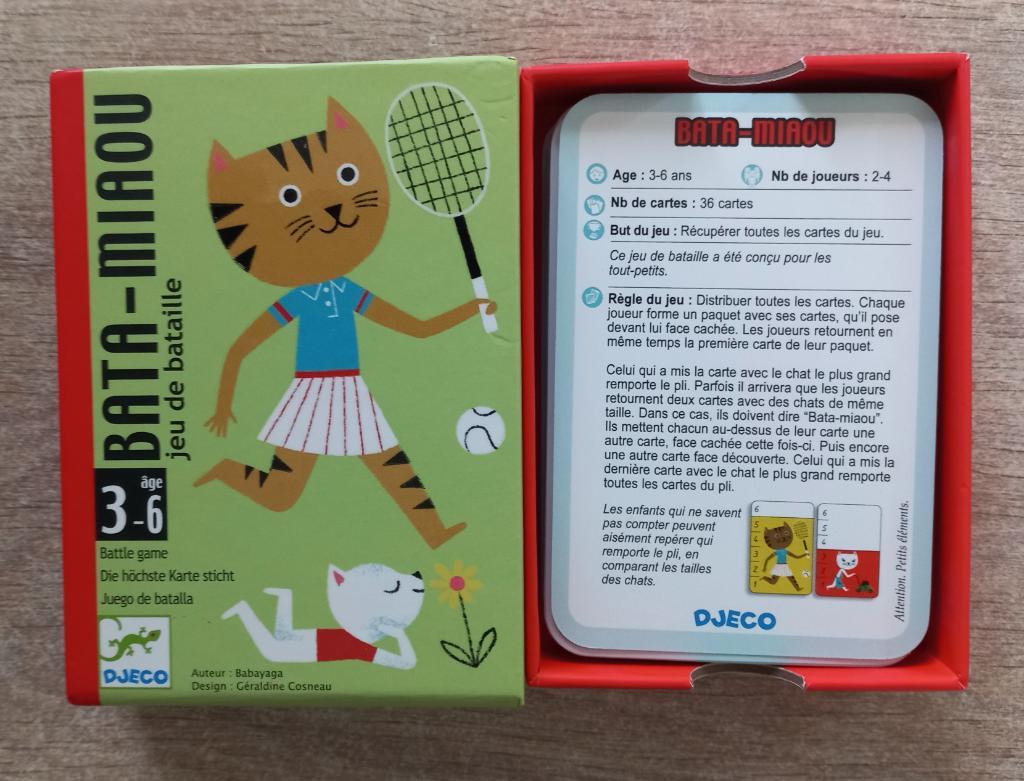 BATA-MIAOU
jeu de bataille
âge
3-6
Battle game
Die höchste Karte sticht
Juego de batalla
DJECO
Auteur : Babayaga
Design : Géraldine Cosneau
BATA-MIAOU
Age : 3-6 ans
Nb de joueurs : 2-4
Nb de cartes : 36 cartes
But du jeu : Récupérer toutes les cartes du jeu.
Ce jeu de bataille a été conçu pour les
tout-petits.
Règle du jeu : Distribuer toutes les cartes. Chaque
joueur forme un paquet avec ses cartes, qu'il pose
devant lui face cachée. Les joueurs retournent en
même temps la première carte de leur paquet.
Celui qui a mis la carte avec le chat le plus grand
remporte le pli. Parfois il arrivera que les joueurs
retournent deux cartes avec des chats de même
taille. Dans ce cas, ils doivent dire “Bata-miaou”.
Ils mettent chacun au-dessus de leur carte une
autre carte, face cachée cette fois-ci. Puis encore
une autre carte face découverte. Celui qui a mis la
dernière carte avec le chat le plus grand remporte
toutes les cartes du pli.
Les enfants qui ne savent
pas compter peuvent
aisément repérer qui
remporte le pli, en
comparant les tailles
des chats.
6
5
4
3
2
1
6
5
4
3
2
1
Attention. Petits éléments.
DJECO